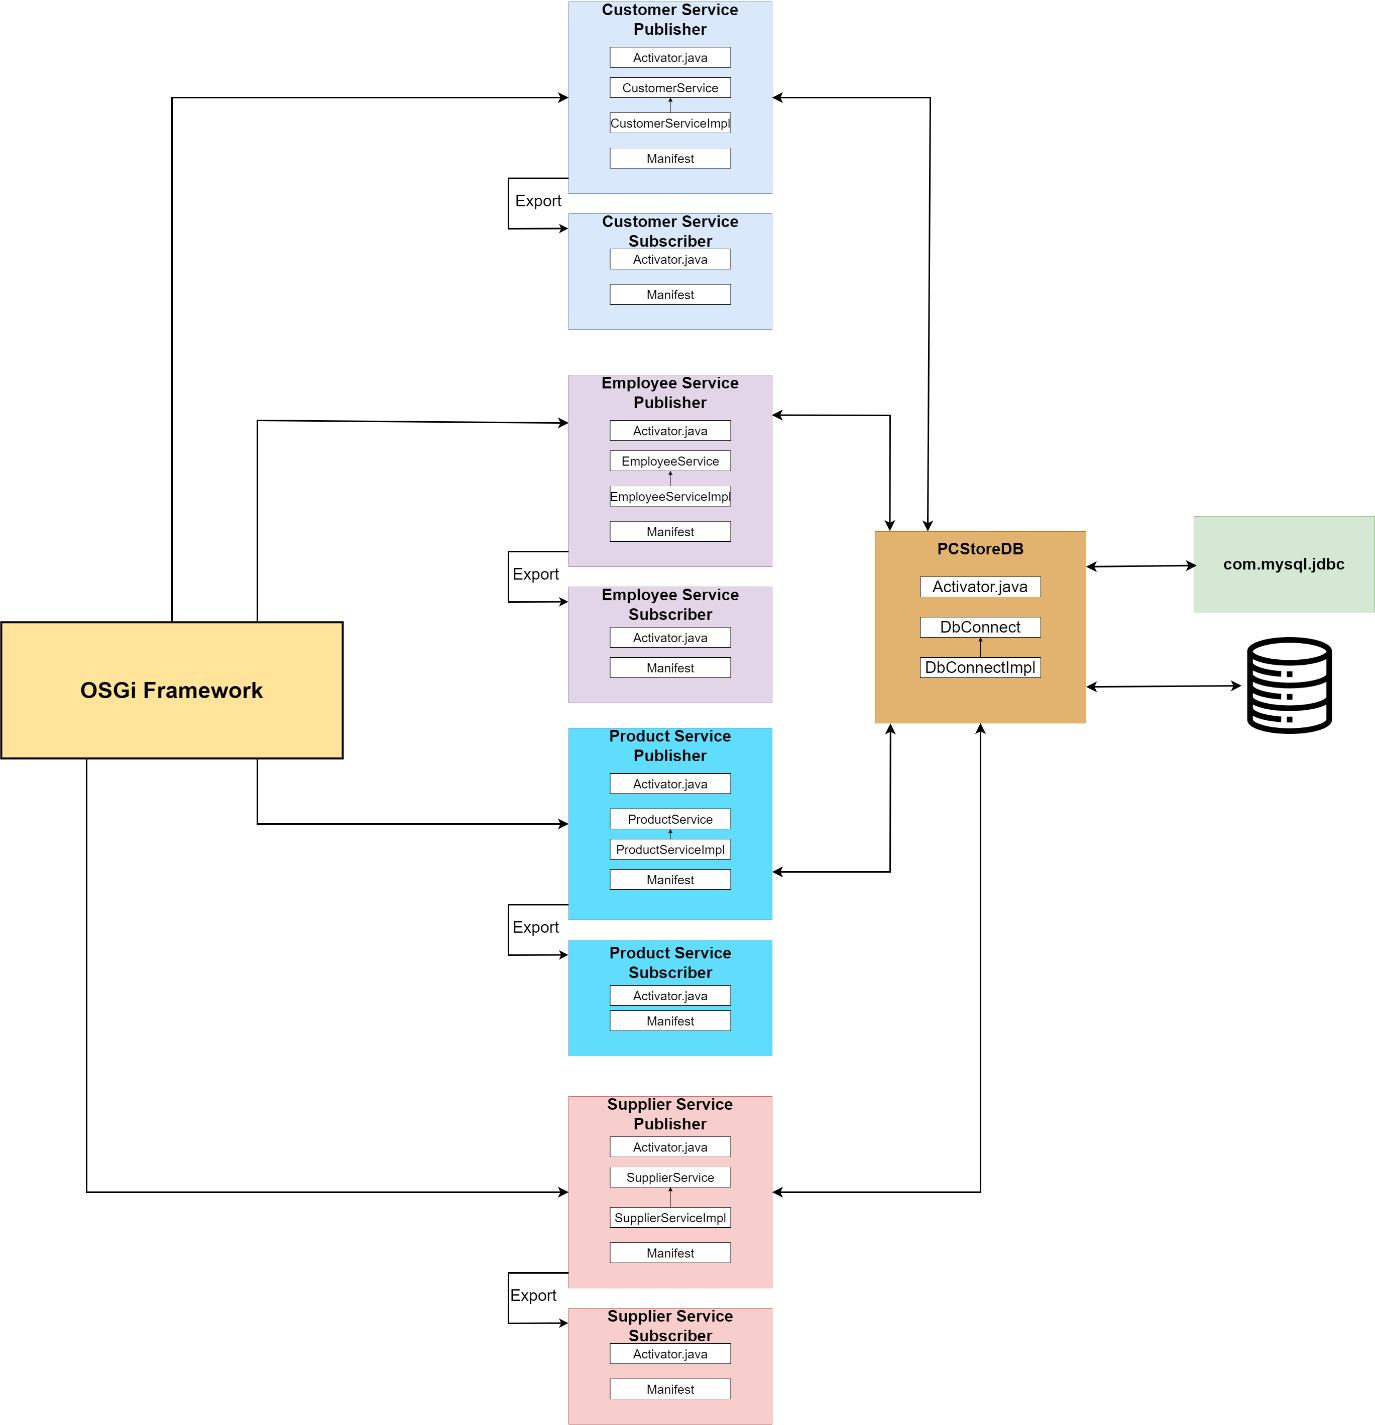 Customer Service
Publisher
Activator.java
CustomerService
CustomerServiceImpl
Manifest
Export
Customer Service
Subscriber
Activator.java
Manifest
Employee Service
Publisher
Activator.java
EmployeeService
EmployeeServiceImpl
Manifest
Export
Employee Service
Subscriber
Activator.java
Manifest
OSGi Framework
PCStoreDB
Activator.java
DbConnect
DbConnectImpl
com.mysql.jdbc
Product Service
Publisher
Activator.java
ProductService
ProductServiceImpl
Manifest
Export
Product Service
Subscriber
Activator.java
Manifest
Supplier Service
Publisher
Activator.java
SupplierService
SupplierServiceImpl
Manifest
Export
Supplier Service
Subscriber
Activator.java
Manifest